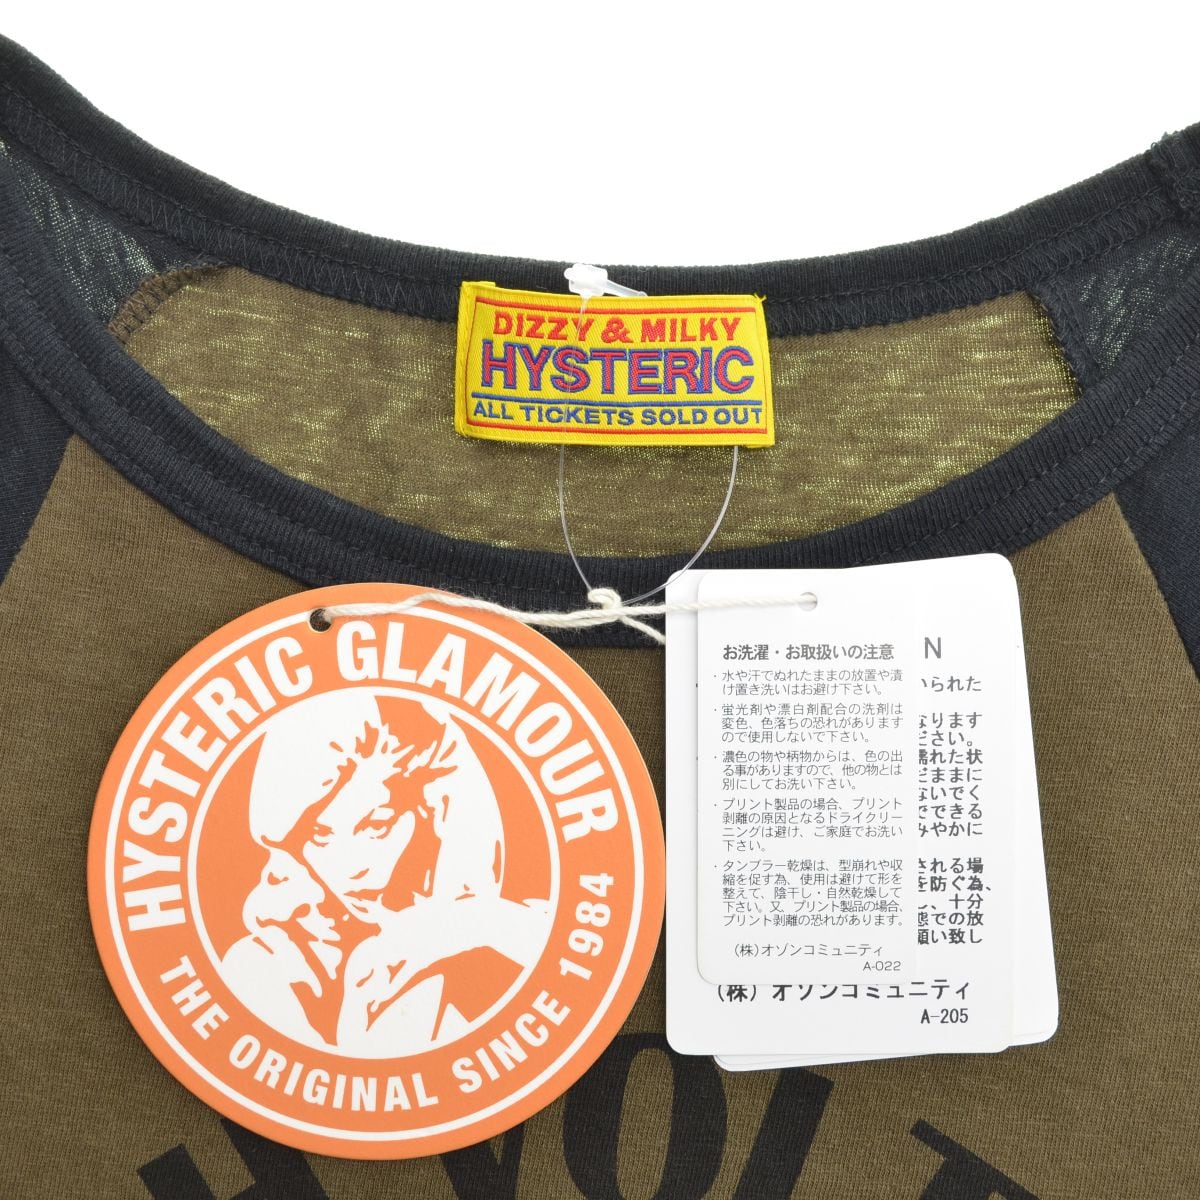 DIZZY & MILKY
HYSTERIC
ALL TICKETS SOLD OUT
HYSTERIC GLAMOUR
THE ORIGINAL SINCE 1984
お洗濯・お取扱いの注意
・水や汗でぬれたままの放置や漬
け置き洗いはお避け下さい。
・蛍光剤や漂白剤配合の洗剤は
変色、色落ちの恐れがあります
ので使用しないで下さい。
・濃色の物や柄物からは、色の出
る事がありますので、他の物とは
別にしてお洗い下さい。
・プリント製品の場合、プリント
剥離の原因となるドライクリー
ニングは避け、ご家庭でお洗い
下さい。
・タンブラー乾燥は、型崩れや収
縮を促す為、使用は避けて形を
整えて、陰干し・自然乾燥して
下さい。又、プリント製品の場合、
プリント剥離の恐れがあります。
(株)オゾンコミュニティ
A-022
N
いられた
なります
ださい。
濡れた状
だままに
ないでく
でできる
みやかに
される場
を防ぐ為、
し、十分
態での放
願い致し
(株)オゾンコミュニティ
A-205